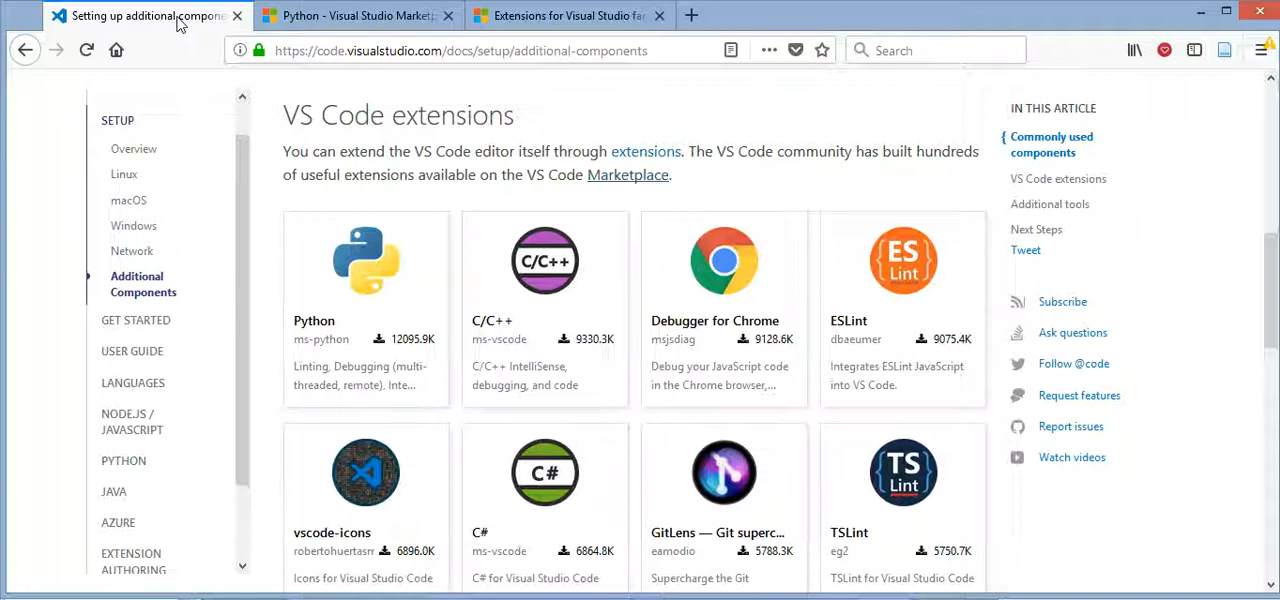 Setting up additional compone
Python - Visual Studio Market
Extensions for Visual Studio fa
https://code.visualstudio.com/docs/setup/additional-components
Search
SETUP
Overview
Linux
macOS
Windows
Network
Additional
Components
GET STARTED
USER GUIDE
LANGUAGES
NODE.JS /
JAVASCRIPT
PYTHON
JAVA
AZURE
EXTENSION
AUTHORING
VS Code extensions
You can extend the VS Code editor itself through extensions. The VS Code community has built hundreds
of useful extensions available on the VS Code Marketplace.
Python
ms-python 12095.9K
Linting, Debugging (multi-
threaded, remote), Inte...
C/C++
C/C++
ms-vscode 9330.3K
C/C++ IntelliSense,
debugging, and code
Debugger for Chrome
msjsdiag 9128.6K
Debug your JavaScript code
in the Chrome browser,...
ES
Lint
ESLint
dbaeumer 9075.4K
Integrates ESLint JavaScript
into VS Code.
vscode-icons
robertohuertasm 6896.0K
Icons for Visual Studio Code
C#
C#
ms-vscode 6864.8K
C# for Visual Studio Code
GitLens — Git superc...
eamodio 5788.3K
Supercharge the Git
TS
Lint
TSLint
eg2 5750.7K
TSLint for Visual Studio Code
IN THIS ARTICLE
Commonly used
components
VS Code extensions
Additional tools
Next Steps
Tweet
Subscribe
Ask questions
Follow @code
Request features
Report issues
Watch videos